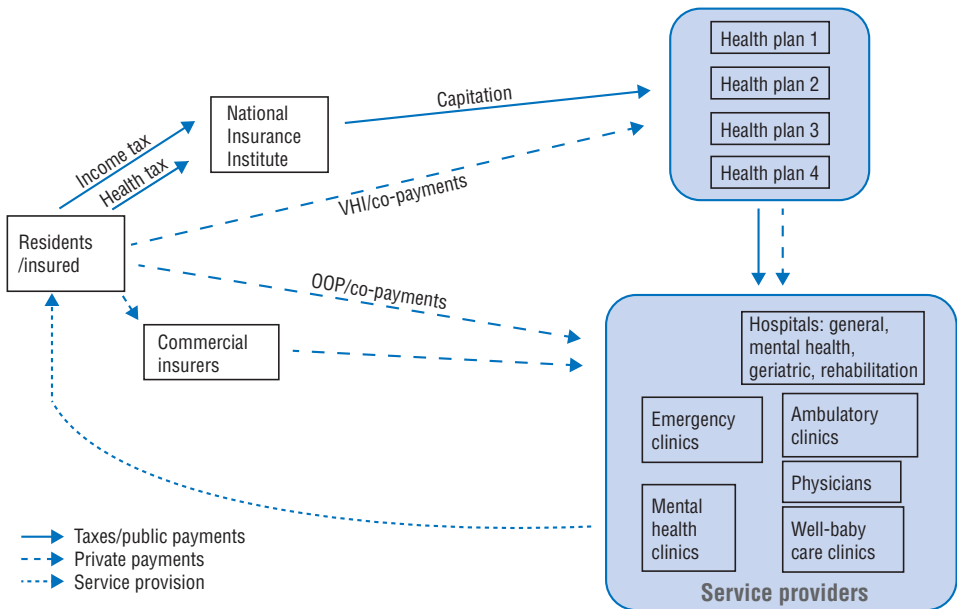 Health plan 1
Health plan 2
Health plan 3
Health plan 4
Capitation
National
Insurance
Institute
Income tax
Health tax
VHI/co-payments
Residents
/insured
OOP/co-payments
Commercial
insurers
Hospitals: general,
mental health,
geriatric, rehabilitation
Emergency
clinics
Ambulatory
clinics
Physicians
Mental
health
clinics
Well-baby
care clinics
Service providers
Taxes/public payments
Private payments
Service provision